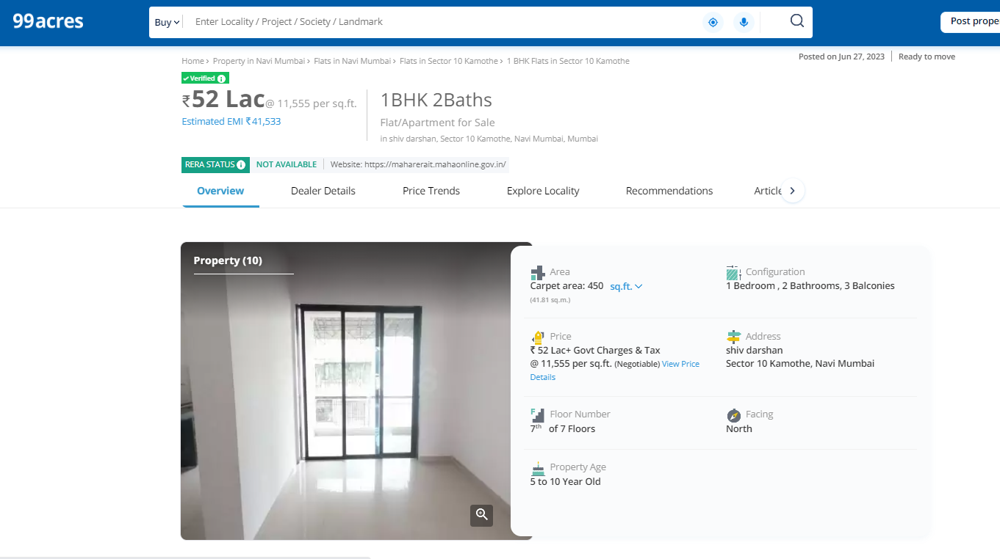 99acres
Buy
Enter Locality / Project / Society / Landmark
Post prope
Home › Property in Navi Mumbai › Flats in Navi Mumbai › Flats in Sector 10 Kamothe › 1 BHK Flats in Sector 10 Kamothe
Posted on Jun 27, 2023 | Ready to move
Verified
₹52 Lac @ 11,555 per sq.ft.
Estimated EMI ₹41,533
1BHK 2Baths
Flat/Apartment for Sale
in shiv darshan, Sector 10 Kamothe, Navi Mumbai, Mumbai
RERA STATUS NOT AVAILABLE Website: https://maharerait.mahaonline.gov.in/
Overview Dealer Details Price Trends Explore Locality Recommendations Article
Property (10)
Area
Carpet area: 450 sq.ft.
(41.81 sq.m.)
Configuration
1 Bedroom , 2 Bathrooms, 3 Balconies
Price
₹ 52 Lac+ Govt Charges & Tax
@ 11,555 per sq.ft. (Negotiable) View Price
Details
Address
shiv darshan
Sector 10 Kamothe, Navi Mumbai
Floor Number
7th of 7 Floors
Facing
North
Property Age
5 to 10 Year Old